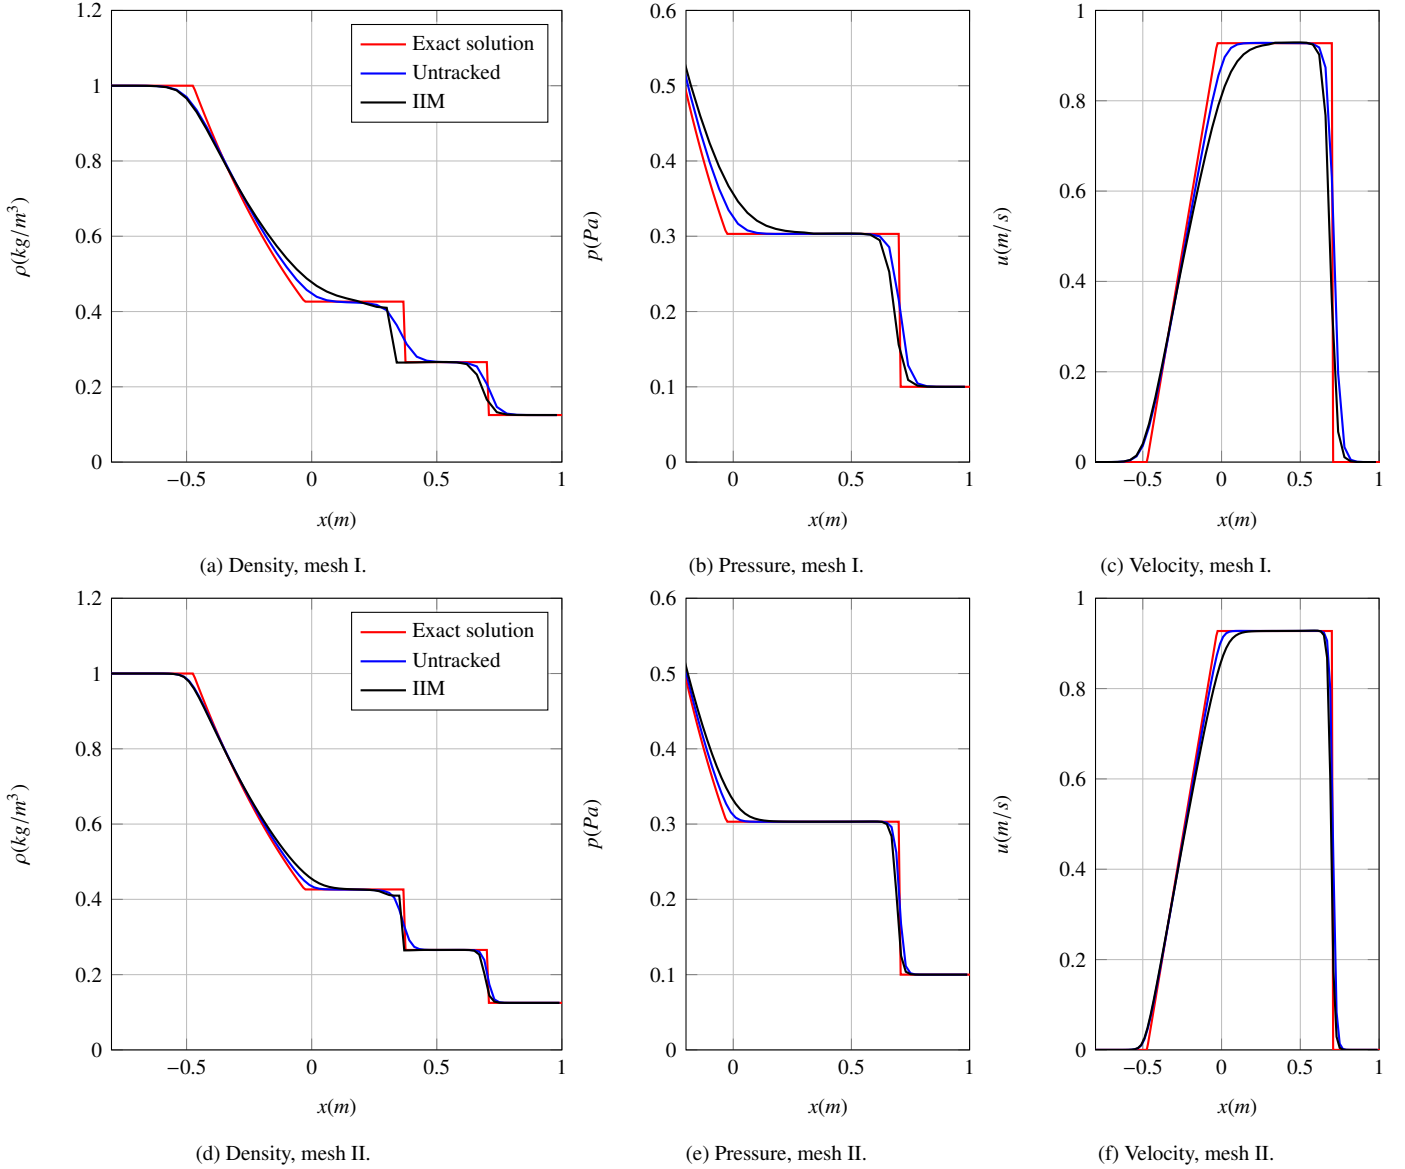 1.2
1
0.8
0.6
0.4
0.2
0
−0.5
0
0.5
1
ρ(kg/m³)
x(m)
Exact solution
Untracked
IIM
(a) Density, mesh I.
0.6
0.5
0.4
0.3
0.2
0.1
0
0
0.5
1
p(Pa)
x(m)
(b) Pressure, mesh I.
1
0.8
0.6
0.4
0.2
0
−0.5
0
0.5
1
u(m/s)
x(m)
(c) Velocity, mesh I.
1.2
1
0.8
0.6
0.4
0.2
0
−0.5
0
0.5
1
ρ(kg/m³)
x(m)
Exact solution
Untracked
IIM
(d) Density, mesh II.
0.6
0.5
0.4
0.3
0.2
0.1
0
0
0.5
1
p(Pa)
x(m)
(e) Pressure, mesh II.
1
0.8
0.6
0.4
0.2
0
−0.5
0
0.5
1
u(m/s)
x(m)
(f) Velocity, mesh II.